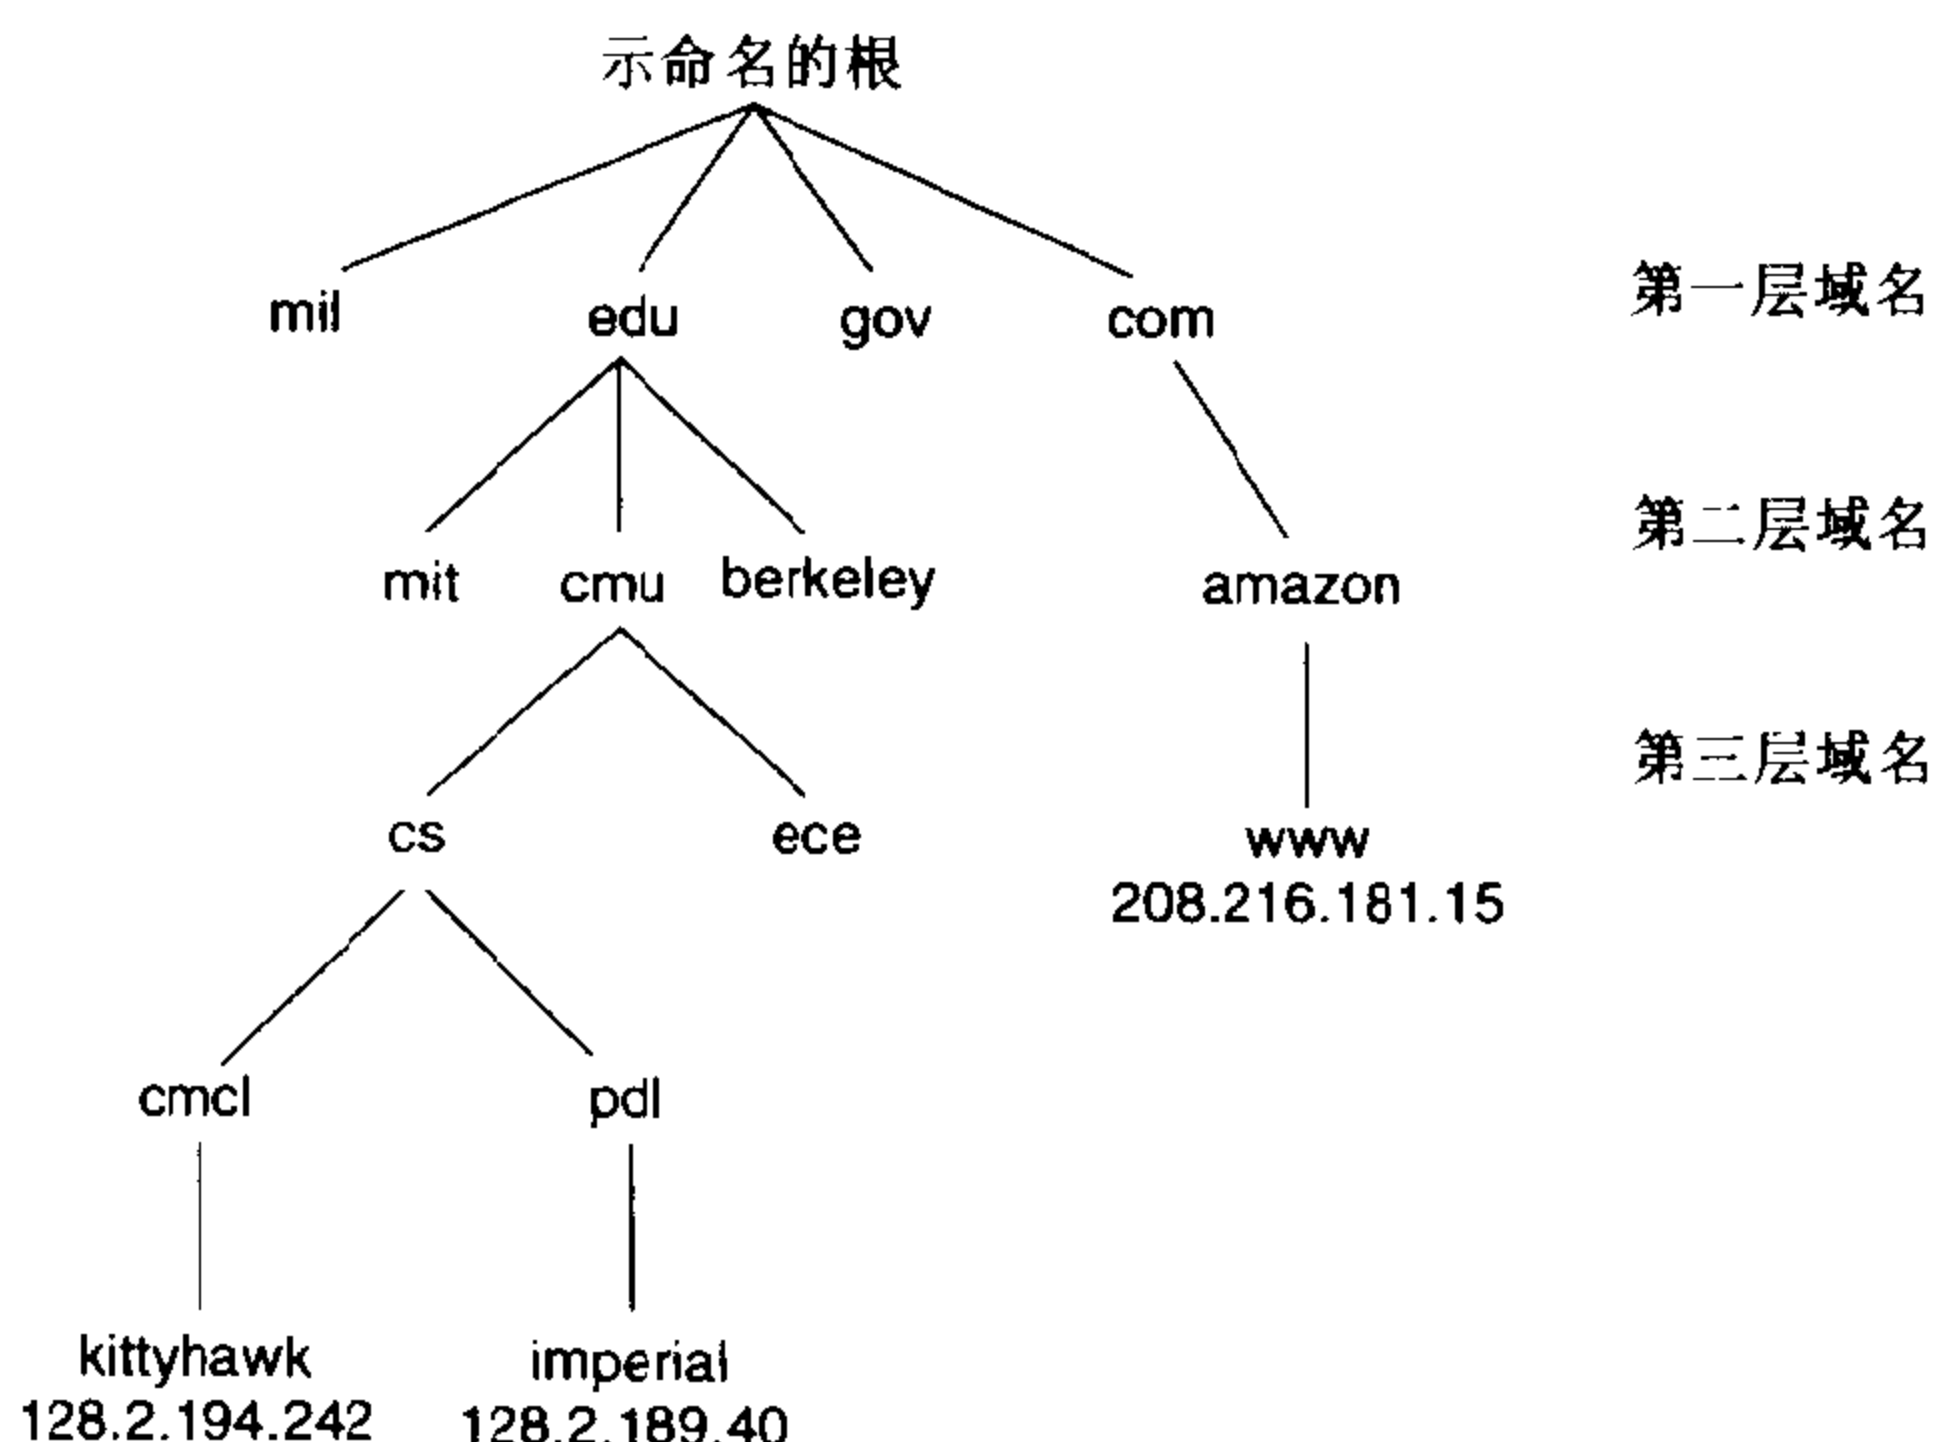 示命名的根
mil edu gov com 第一层域名
mit cmu berkeley amazon 第二层域名
第三层域名
cs ece www
208.216.181.15
cmcl pdl
kittyhawk imperial
128.2.194.242 128.2.189.40